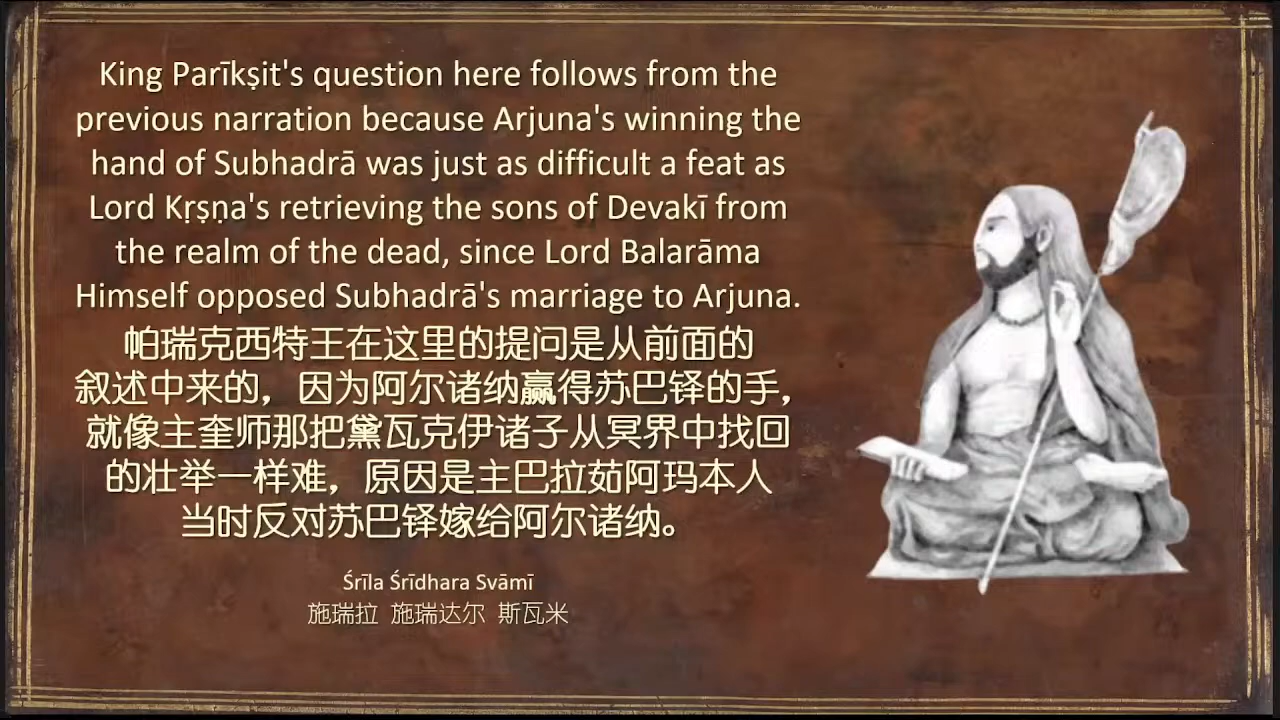 King Parīkṣit's question here follows from the
previous narration because Arjuna's winning the
hand of Subhadrā was just as difficult a feat as
Lord Kṛṣṇa's retrieving the sons of Devakī from
the realm of the dead, since Lord Balarāma
Himself opposed Subhadrā's marriage to Arjuna.
帕瑞克西特王在这里的提问是从前面的
叙述中来的，因为阿尔诸纳赢得苏巴铎的手，
就像主奎师那把黛瓦克伊诸子从冥界中找回
的壮举一样难，原因是主巴拉茹阿玛本人
当时反对苏巴铎嫁给阿尔诸纳。
Śrīla Śrīdhara Svāmī
施瑞拉 施瑞达尔 斯瓦米